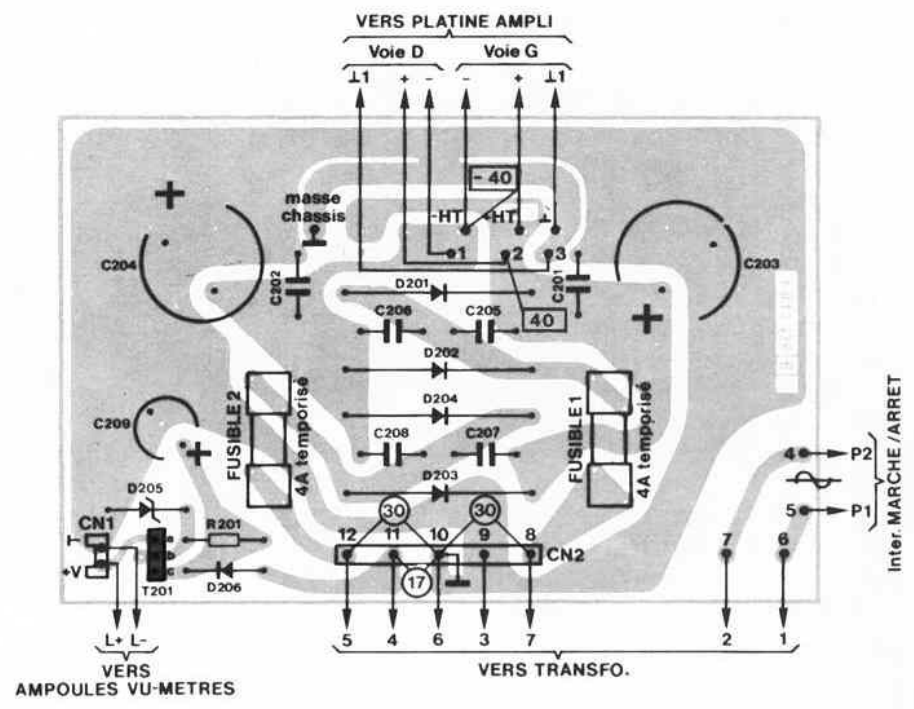 VERS PLATINE AMPLI
Voie D Voie G
⊥1 + - - + ⊥1
- 40
masse
chassis
-HT +HT ⊥
1 2 3
+
C204
C202
D201
C201
C203
+
C206 C205
40
D202
FUSIBLE 2
4A temporisé
D204
FUSIBLE 1
4A temporisé
C209
+
C208 C207
4 P2
5 P1
Inter. MARCHE/ARRET
D205
D203
CN1
R201
30 30
12 11 10 9 8
CN2
7 6
+V
T201
D206
17
L+ L-
5 4 6 3 7 2 1
VERS
AMPOULES VU-METRES
VERS TRANSFO.